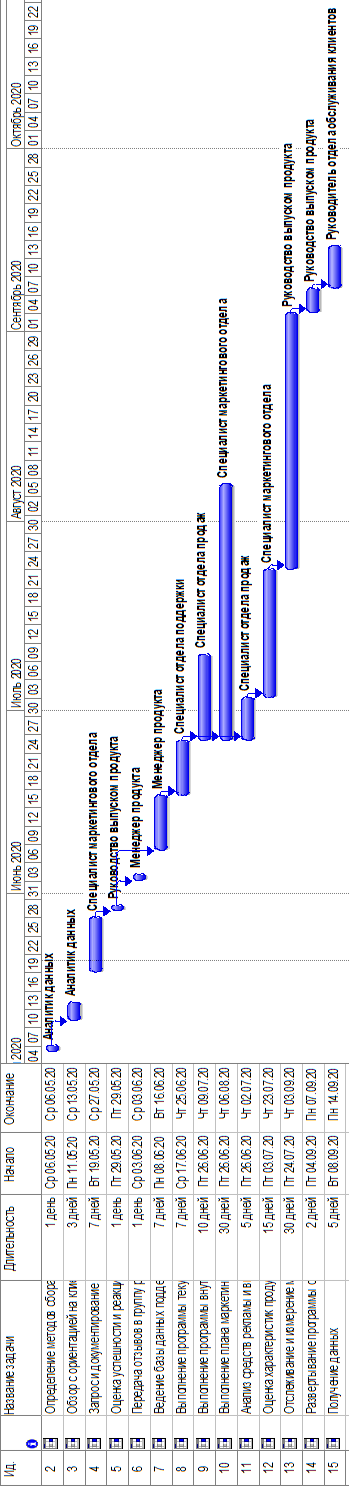 Ид. Название задачи Длительность Начало Окончание
2020 Июнь 2020 Июль 2020 Август 2020 Сентябрь 2020 Октябрь 2020
04 07 10 13 16 19 22 25 28 31 03 06 09 12 15 18 21 24 27 30 03 06 09 12 15 18 21 24 27 30 02 05 08 11 14 17 20 23 26 29 01 04 07 10 13 16 19 22 25 28 01 04 07 10 13 16 19 22
2 Определение методов сбора 1 день Ср 06.05.20 Ср 06.05.20 Аналитик данных
3 Обзор с ориентацией на кли 3 дней Пн 11.05.20 Ср 13.05.20 Аналитик данных
4 Запрос и документирование 7 дней Вт 19.05.20 Ср 27.05.20 Специалист маркетингового отдела
5 Оценка успешности и реакц 1 день Пт 29.05.20 Пт 29.05.20 Руководство выпуском продукта
6 Передача отзывов в группу р 1 день Ср 03.06.20 Ср 03.06.20 Менеджер продукта
7 Ведение базы данных подде 7 дней Пн 08.06.20 Вт 16.06.20 Менеджер продукта
8 Выполнение программы теку 7 дней Ср 17.06.20 Чт 25.06.20 Специалист отдела поддержки
9 Выполнение программы внут 10 дней Пт 26.06.20 Чт 09.07.20 Специалист отдела продаж
10 Выполнение плана маркетин 30 дней Пт 26.06.20 Чт 06.08.20 Специалист маркетингового отдела
11 Анализ средств рекламы и в 5 дней Пт 26.06.20 Чт 02.07.20 Специалист отдела продаж
12 Оценка характеристик проду 15 дней Пт 03.07.20 Чт 23.07.20 Специалист маркетингового отдела
13 Отслеживание и измерение м 30 дней Пт 24.07.20 Чт 03.09.20 Руководство выпуском продукта
14 Развертывание программы с 2 дней Пт 04.09.20 Пн 07.09.20 Руководство выпуском продукта
15 Получение данных 5 дней Вт 08.09.20 Пн 14.09.20 Руководитель отдела обслуживания клиентов